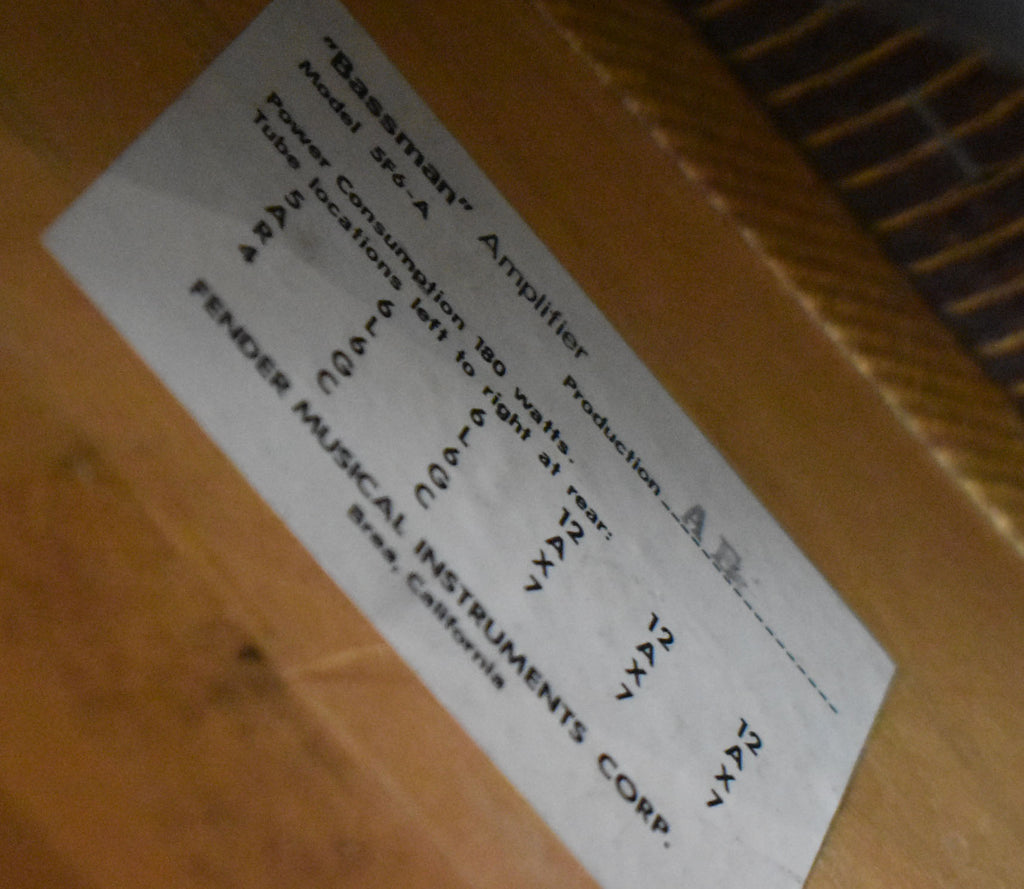 "Bassman" Amplifier
Model 5F6-A Production
Power Consumption 180 watts.
Tube locations left to right at rear:
5AR4 6L6GC 6L6GC 12AX7 12AX7 12AX7
FENDER MUSICAL INSTRUMENTS CORP.
Brea, California